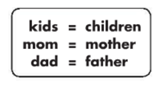 kids = children
mom = mother
dad = father